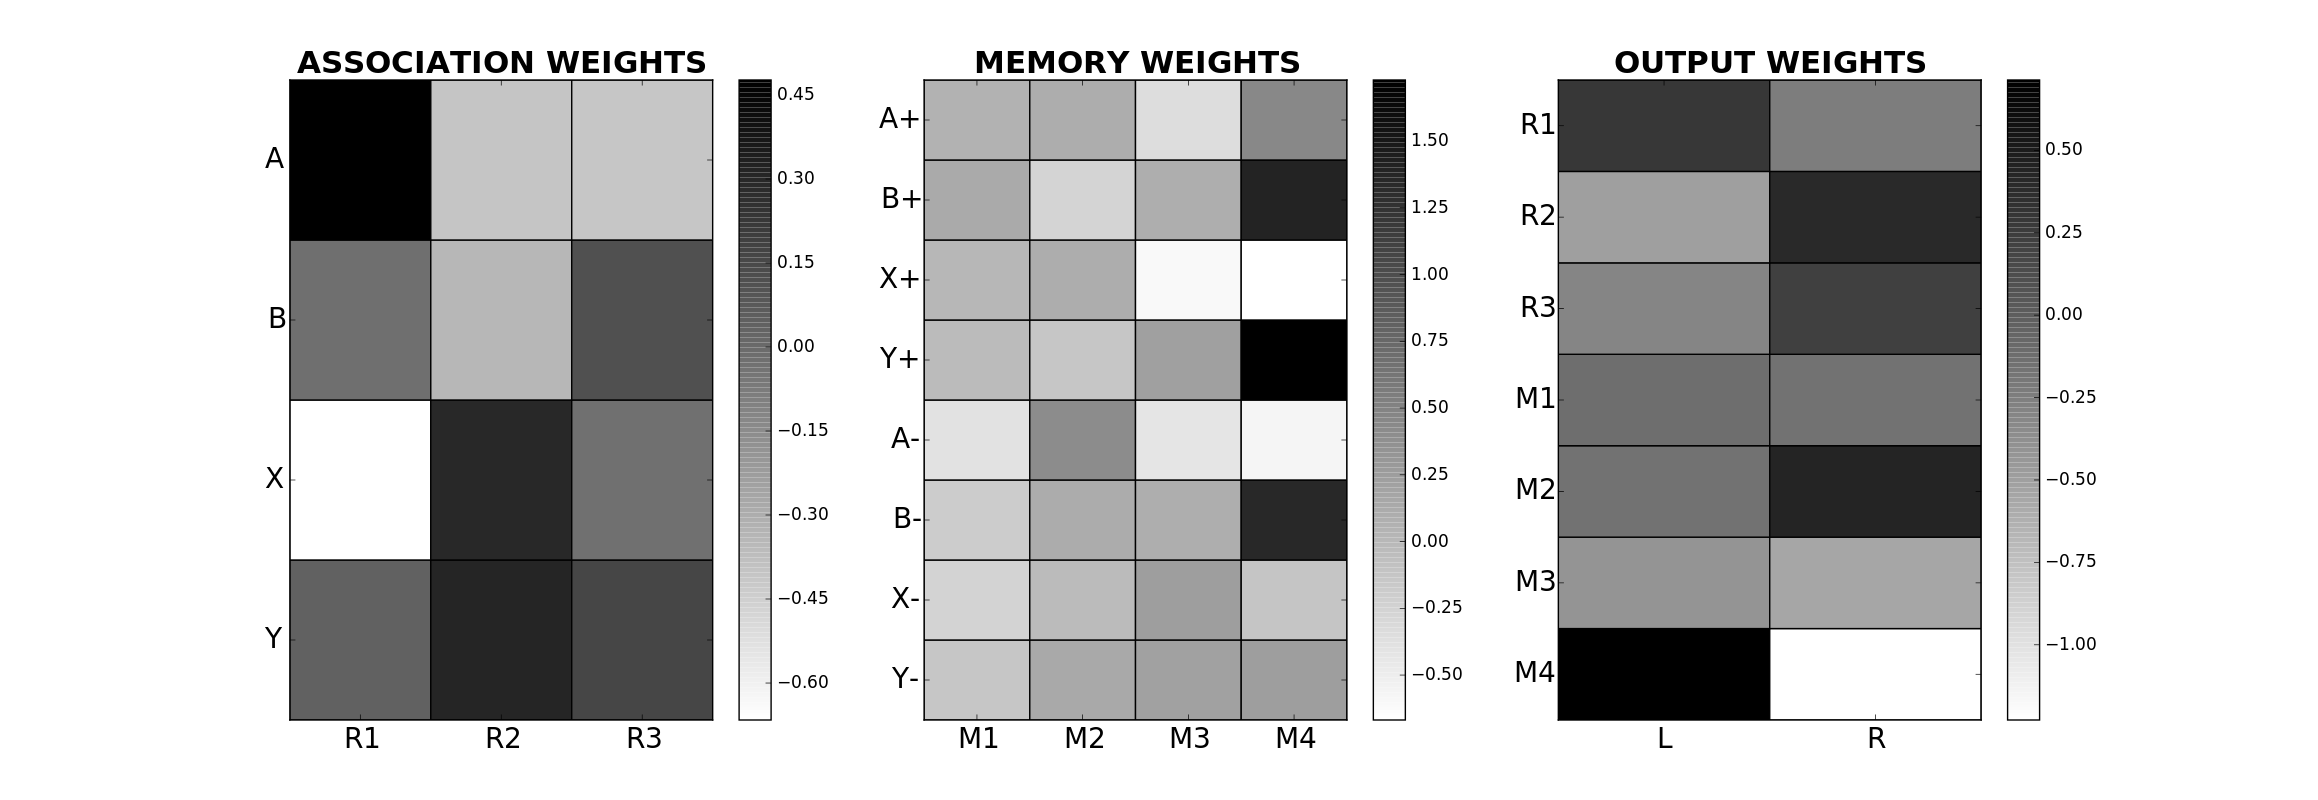 ASSOCIATION WEIGHTS
A
B
X
Y
R1 R2 R3
0.45
0.30
0.15
0.00
−0.15
−0.30
−0.45
−0.60
MEMORY WEIGHTS
A+
B+
X+
Y+
A-
B-
X-
Y-
M1 M2 M3 M4
1.50
1.25
1.00
0.75
0.50
0.25
0.00
−0.25
−0.50
OUTPUT WEIGHTS
R1
R2
R3
M1
M2
M3
M4
L R
0.50
0.25
0.00
−0.25
−0.50
−0.75
−1.00